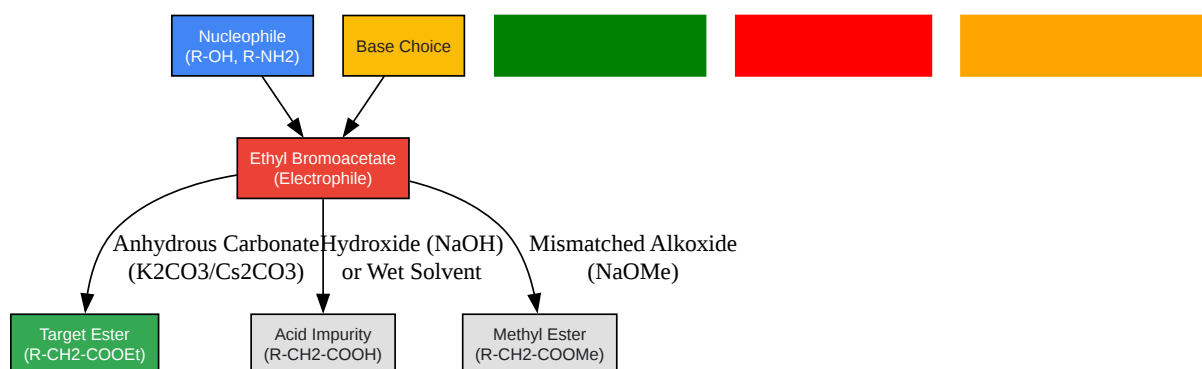 Nucleophile
(R-OH, R-NH2)
Base Choice
Ethyl Bromoacetate
(Electrophile)
Anhydrous Carbonate
(K2CO3/Cs2CO3)
Hydroxide (NaOH)
or Wet Solvent
Mismatched Alkoxide
(NaOMe)
Target Ester
(R-CH2-COOEt)
Acid Impurity
(R-CH2-COOH)
Methyl Ester
(R-CH2-COOMe)